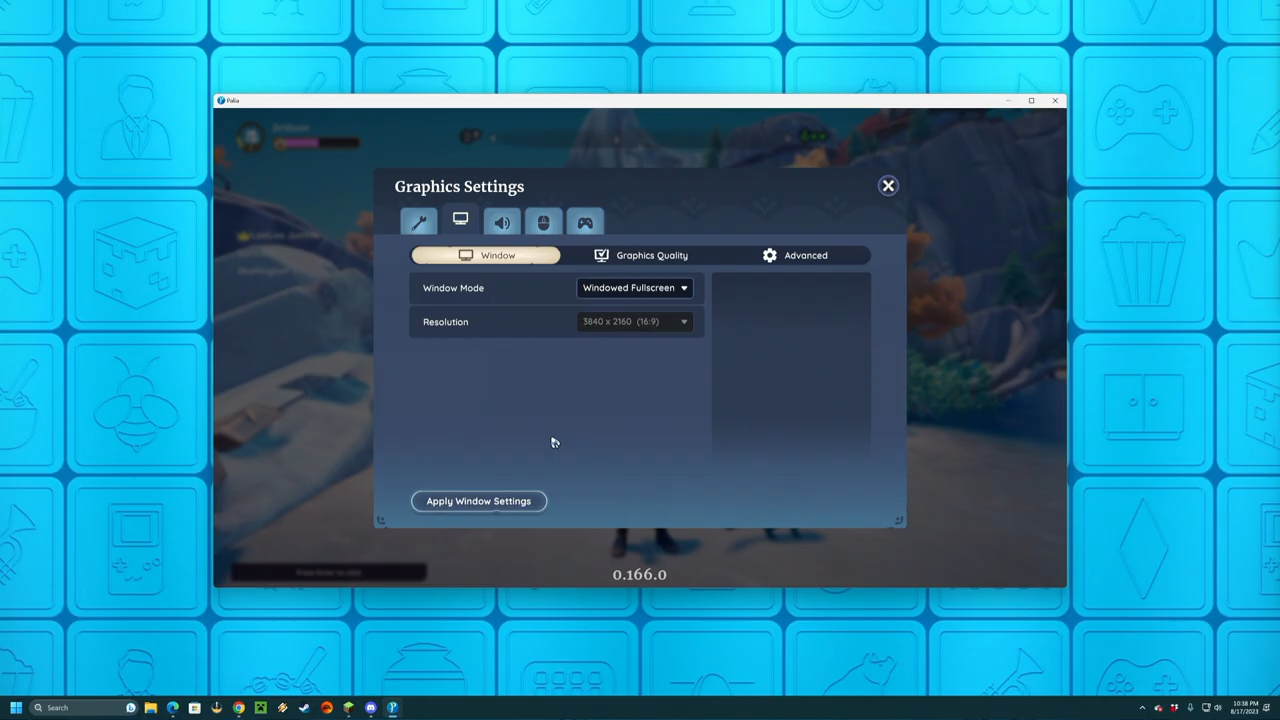 Palia
Graphics Settings
Window
Graphics Quality
Advanced
Window Mode
Windowed Fullscreen
Resolution
3840 x 2160 (16:9)
Apply Window Settings
0.166.0
Search
10:38 PM
8/17/2023